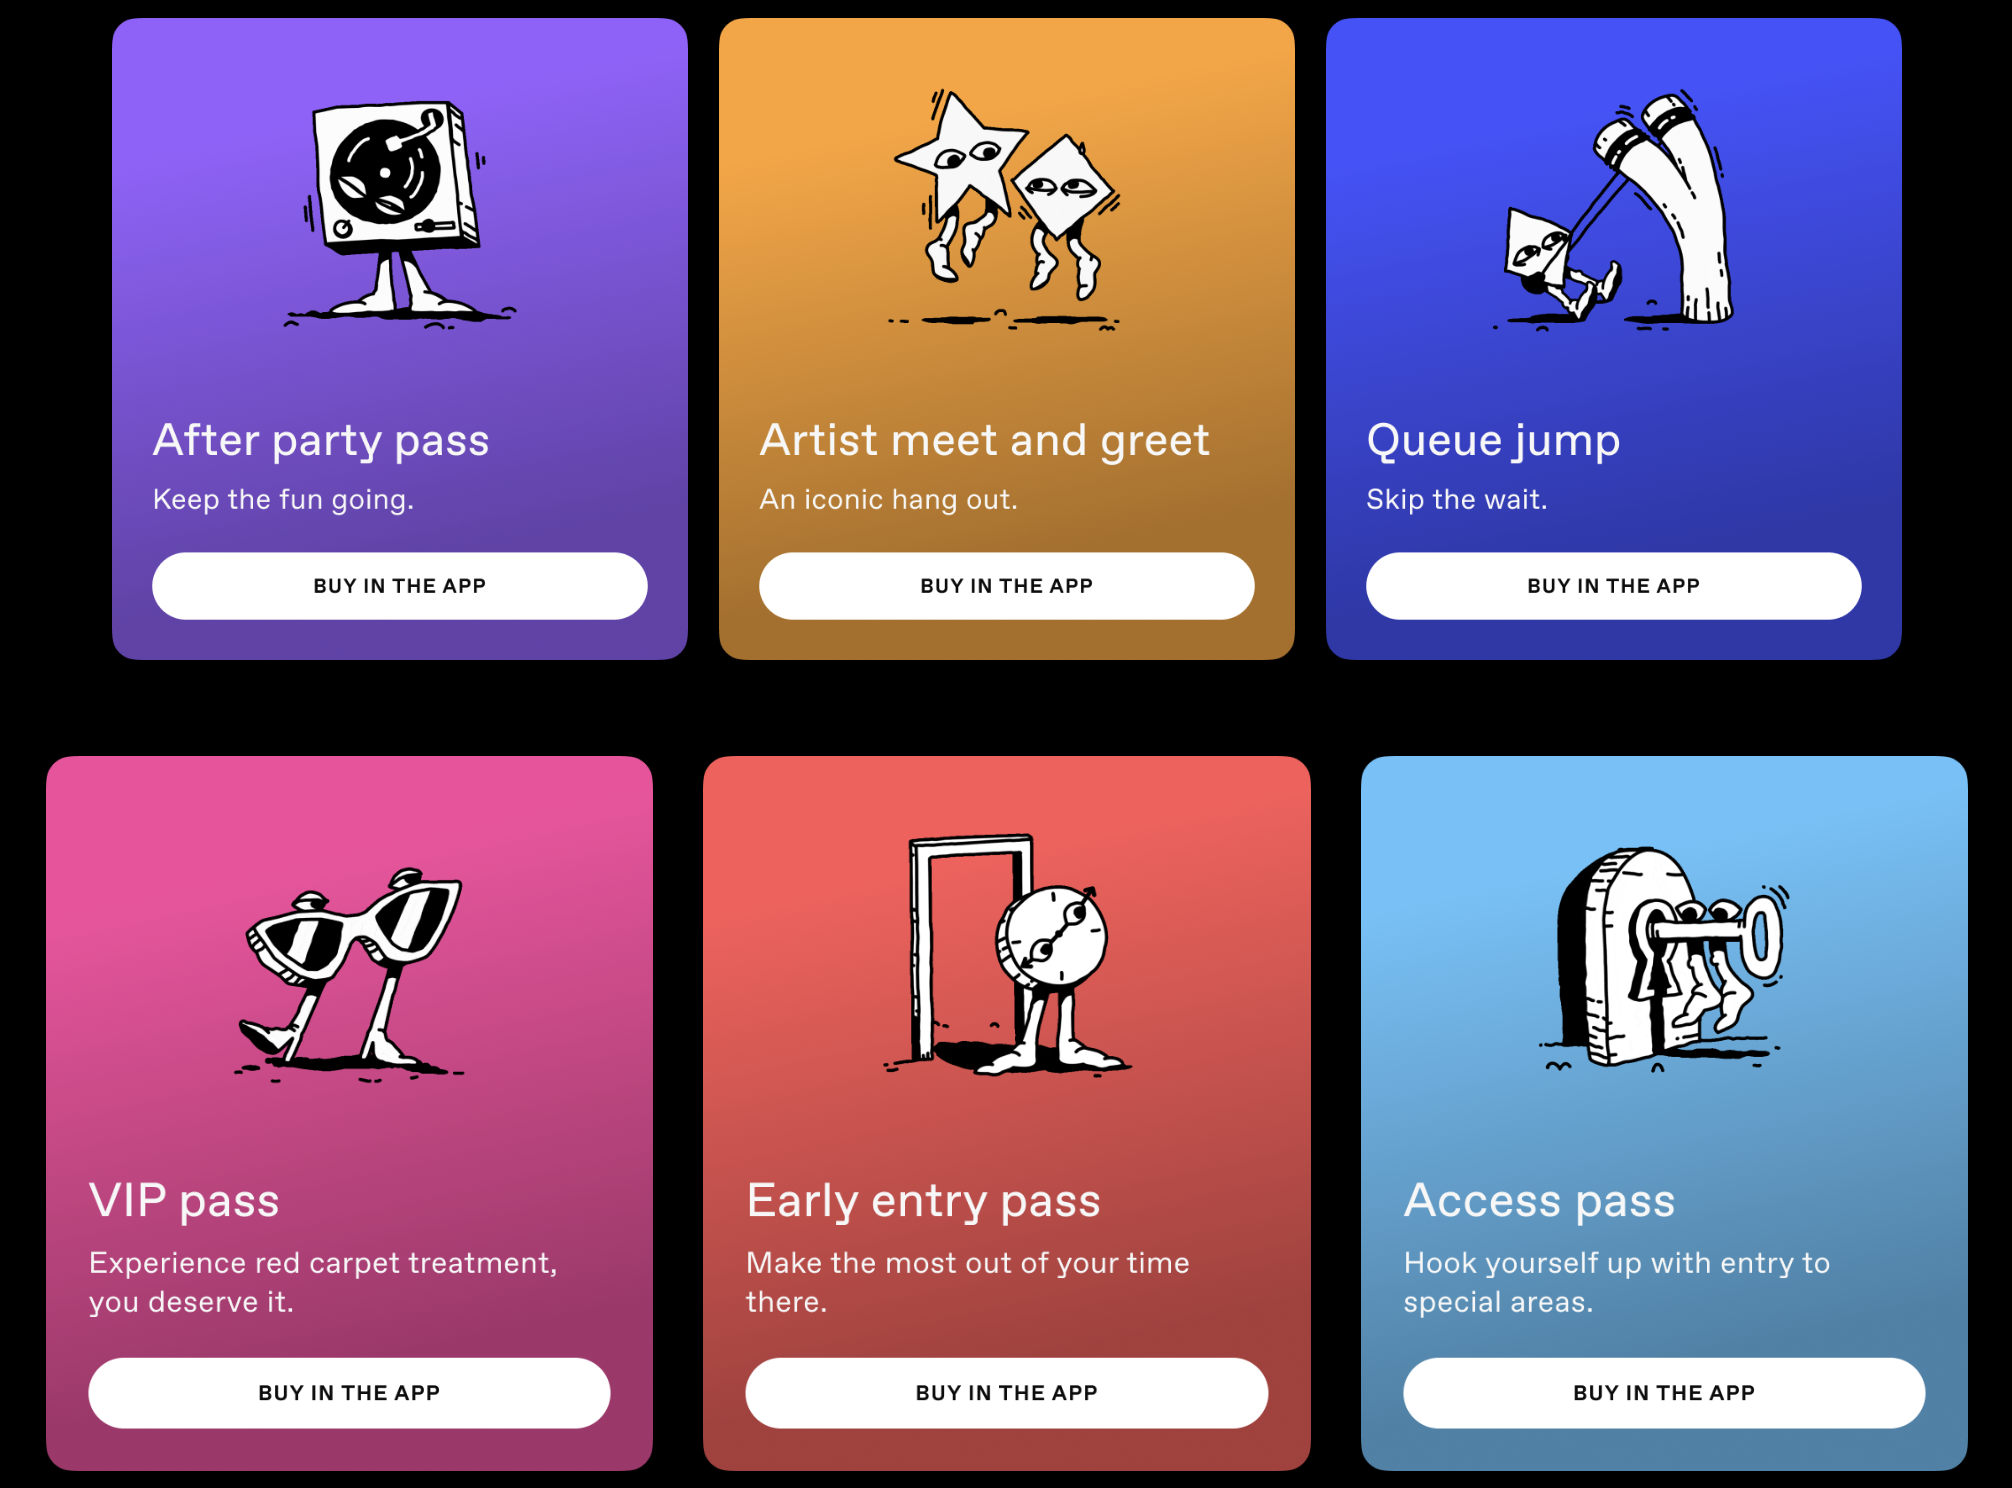 After party pass
Keep the fun going.
BUY IN THE APP
Artist meet and greet
An iconic hang out.
BUY IN THE APP
Queue jump
Skip the wait.
BUY IN THE APP
VIP pass
Experience red carpet treatment,
you deserve it.
BUY IN THE APP
Early entry pass
Make the most out of your time
there.
BUY IN THE APP
Access pass
Hook yourself up with entry to
special areas.
BUY IN THE APP